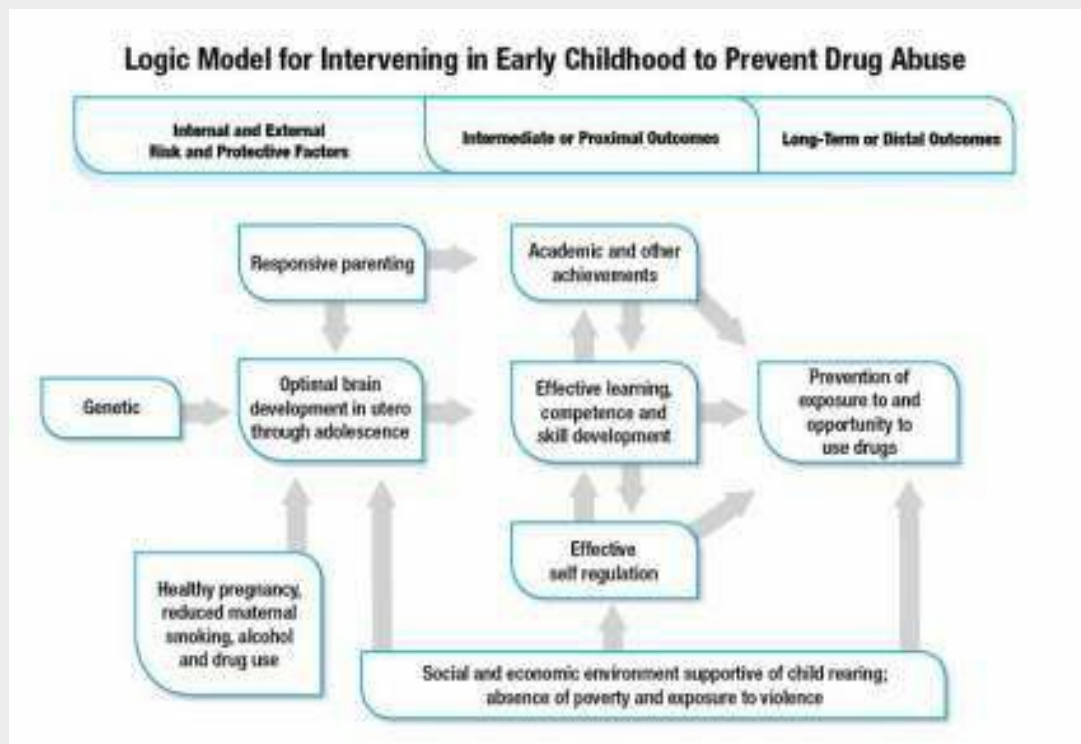 Logic Model for Intervening in Early Childhood to Prevent Drug Abuse
Internal and External
Risk and Protective Factors
Intermediate or Proximal Outcomes
Long-Term or Distal Outcomes
Responsive parenting
Academic and other
achievements
Genetic
Optimal brain
development in utero
through adolescence
Effective learning,
competence and
skill development
Prevention of
exposure to and
opportunity to
use drugs
Healthy pregnancy,
reduced maternal
smoking, alcohol
and drug use
Effective
self regulation
Social and economic environment supportive of child rearing;
absence of poverty and exposure to violence